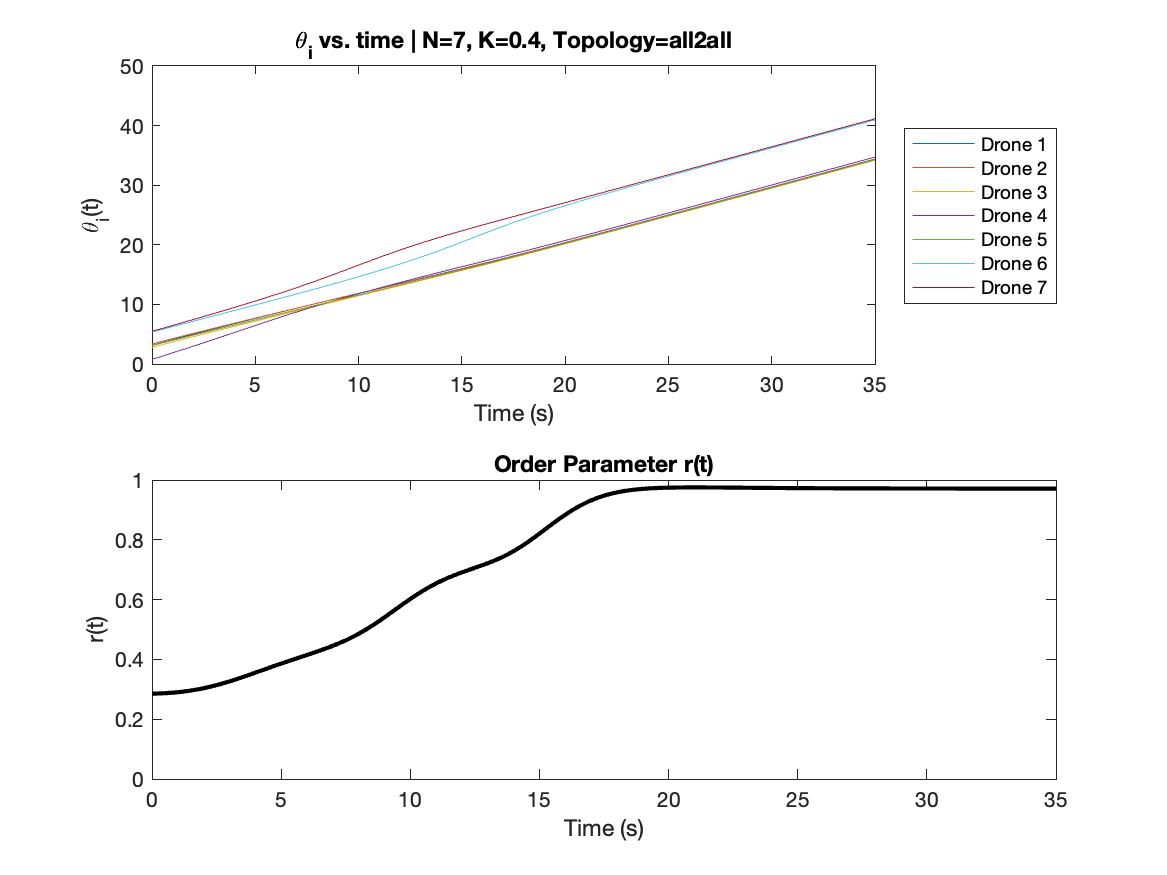 θi vs. time | N=7, K=0.4, Topology=all2all
50
40
30
20
10
0
θi(t)
0 5 10 15 20 25 30 35
Time (s)
Drone 1
Drone 2
Drone 3
Drone 4
Drone 5
Drone 6
Drone 7
Order Parameter r(t)
1
0.8
0.6
0.4
0.2
0
r(t)
0 5 10 15 20 25 30 35
Time (s)